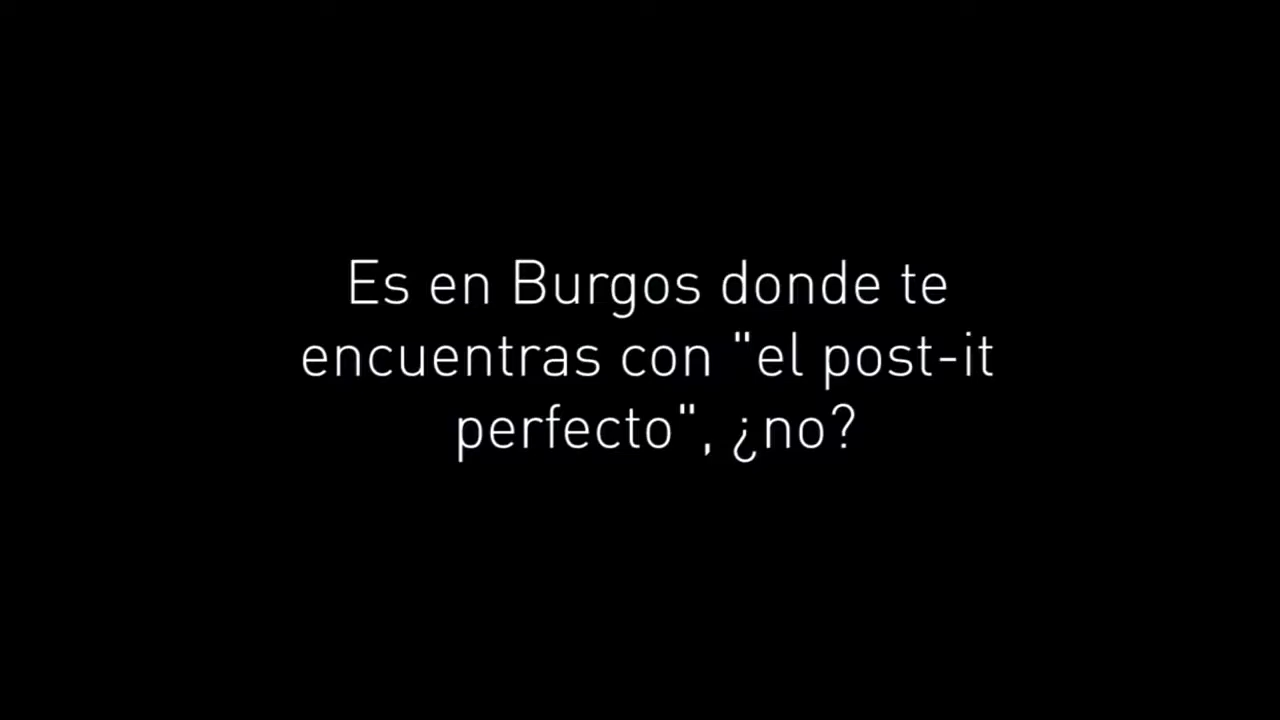 Es en Burgos donde te
encuentras con "el post-it
perfecto", ¿no?